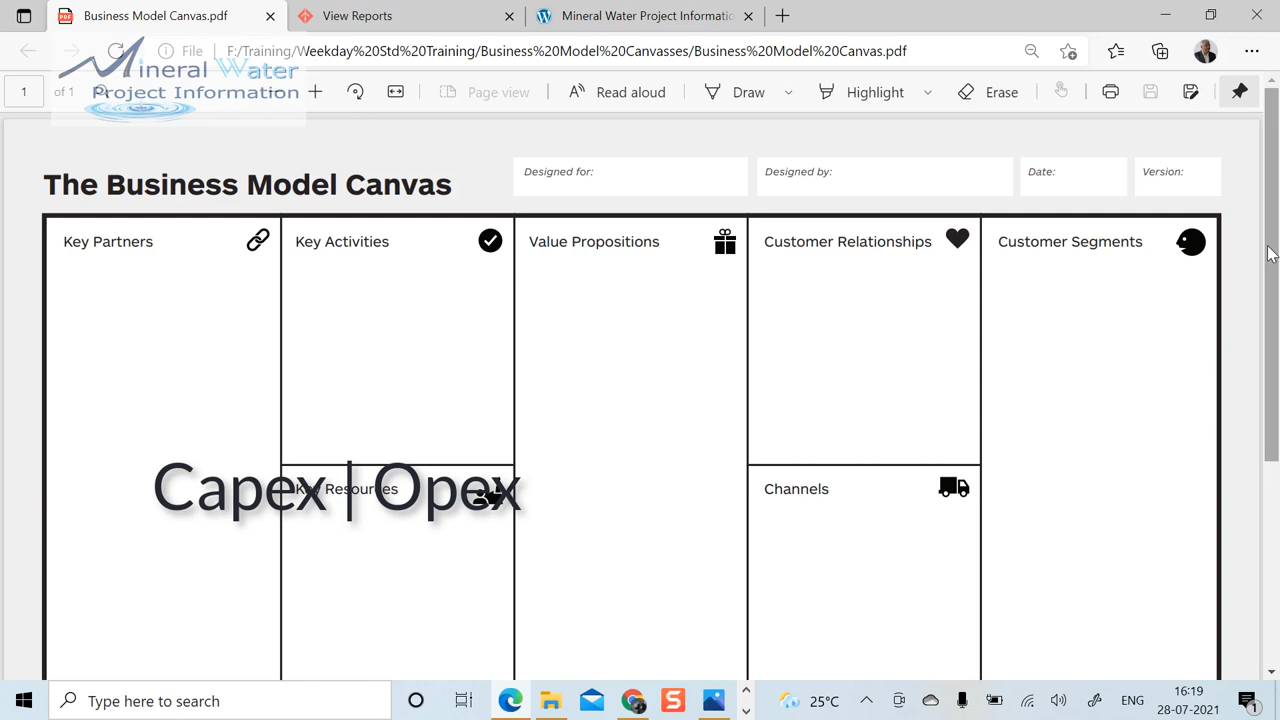 Business Model Canvas.pdf
View Reports
Mineral Water Project Informatio
File
F:/Training/Weekday%20Std%20Training/Business%20Model%20Canvasses/Business%20Model%20Canvas.pdf
Mineral Water
Project Information
1
of 1
Page view
Read aloud
Draw
Highlight
Erase
The Business Model Canvas
Designed for:
Designed by:
Date:
Version:
Key Partners
Key Activities
Value Propositions
Customer Relationships
Customer Segments
Capex | Opex
Key Resources
Channels
Type here to search
25°C
ENG
16:19
28-07-2021
1